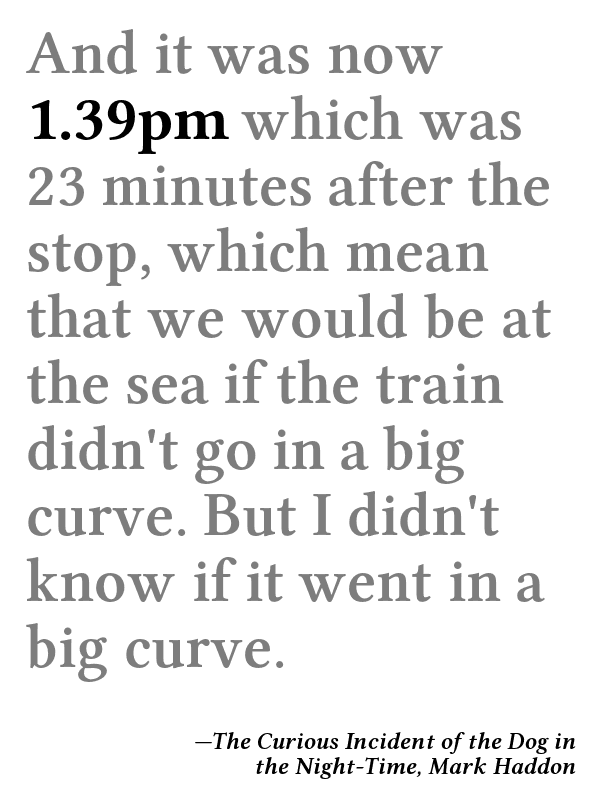 And it was now
1.39pm which was
23 minutes after the
stop, which mean
that we would be at
the sea if the train
didn't go in a big
curve. But I didn't
know if it went in a
big curve.
—The Curious Incident of the Dog in
the Night-Time, Mark Haddon